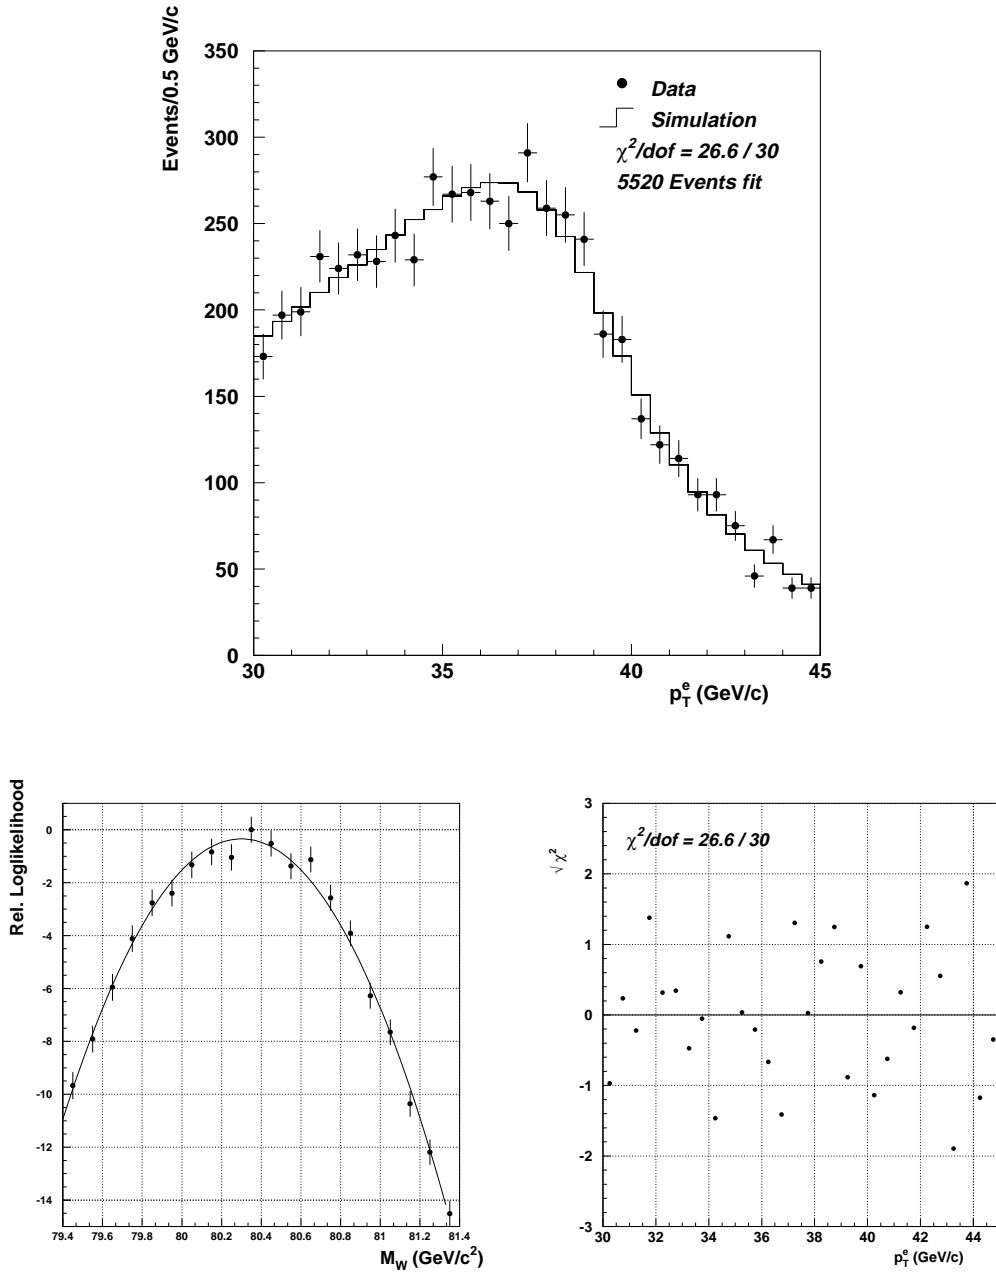 Events/0.5 GeV/c
350
300
250
200
150
100
50
0
Data
Simulation
χ²/dof = 26.6 / 30
5520 Events fit
30 35 40 45
p_T^e (GeV/c)
Rel. Loglikelihood
0
-2
-4
-6
-8
-10
-12
-14
79.4 79.6 79.8 80 80.2 80.4 80.6 80.8 81 81.2 81.4
M_W (GeV/c²)
√χ²
3
2
1
0
-1
-2
-3
χ²/dof = 26.6 / 30
30 32 34 36 38 40 42 44
p_T^e (GeV/c)